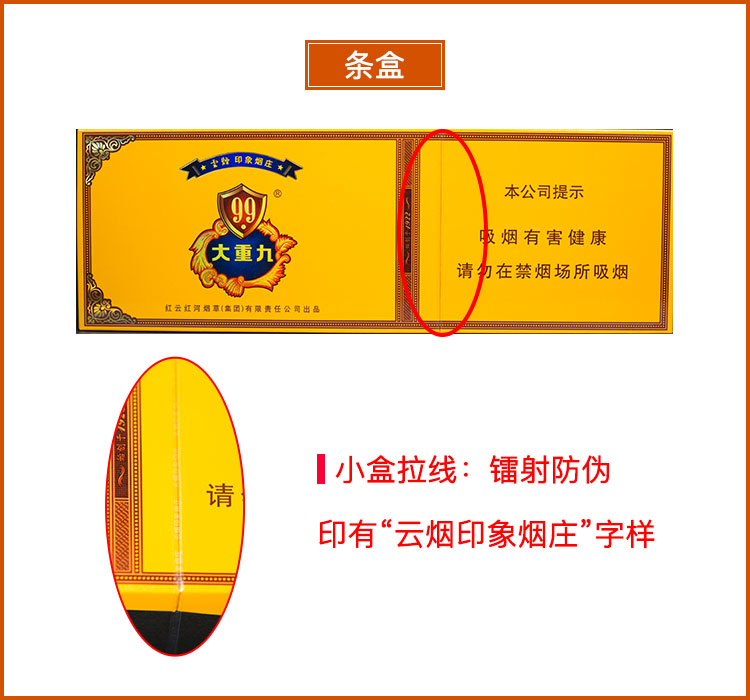 条盒
云烟 印象烟庄
®
99
大重九
红云红河烟草(集团)有限责任公司出品
1922
本公司提示
吸烟有害健康
请勿在禁烟场所吸烟
请
小盒拉线：镭射防伪
印有“云烟印象烟庄”字样